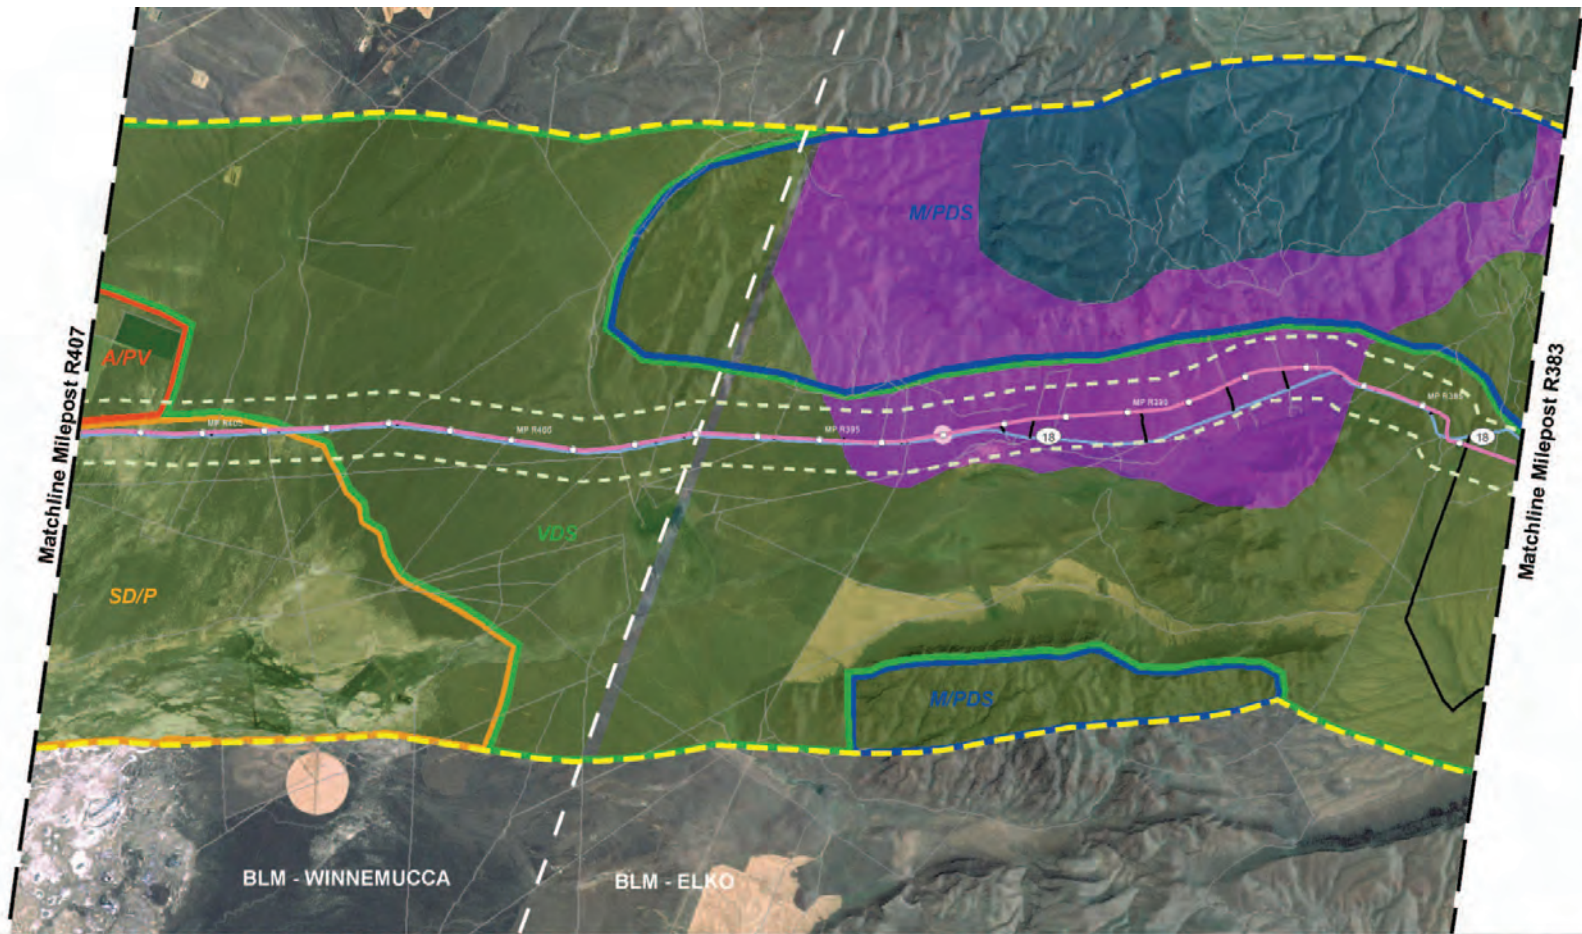 M/PDS
Matchline Milepost R407
A/PV
Matchline Milepost R383
MP R405
MP R400
MP R395
MP R390
MP R385
18
18
VDS
SD/P
M/PDS
BLM - WINNEMUCCA
BLM - ELKO